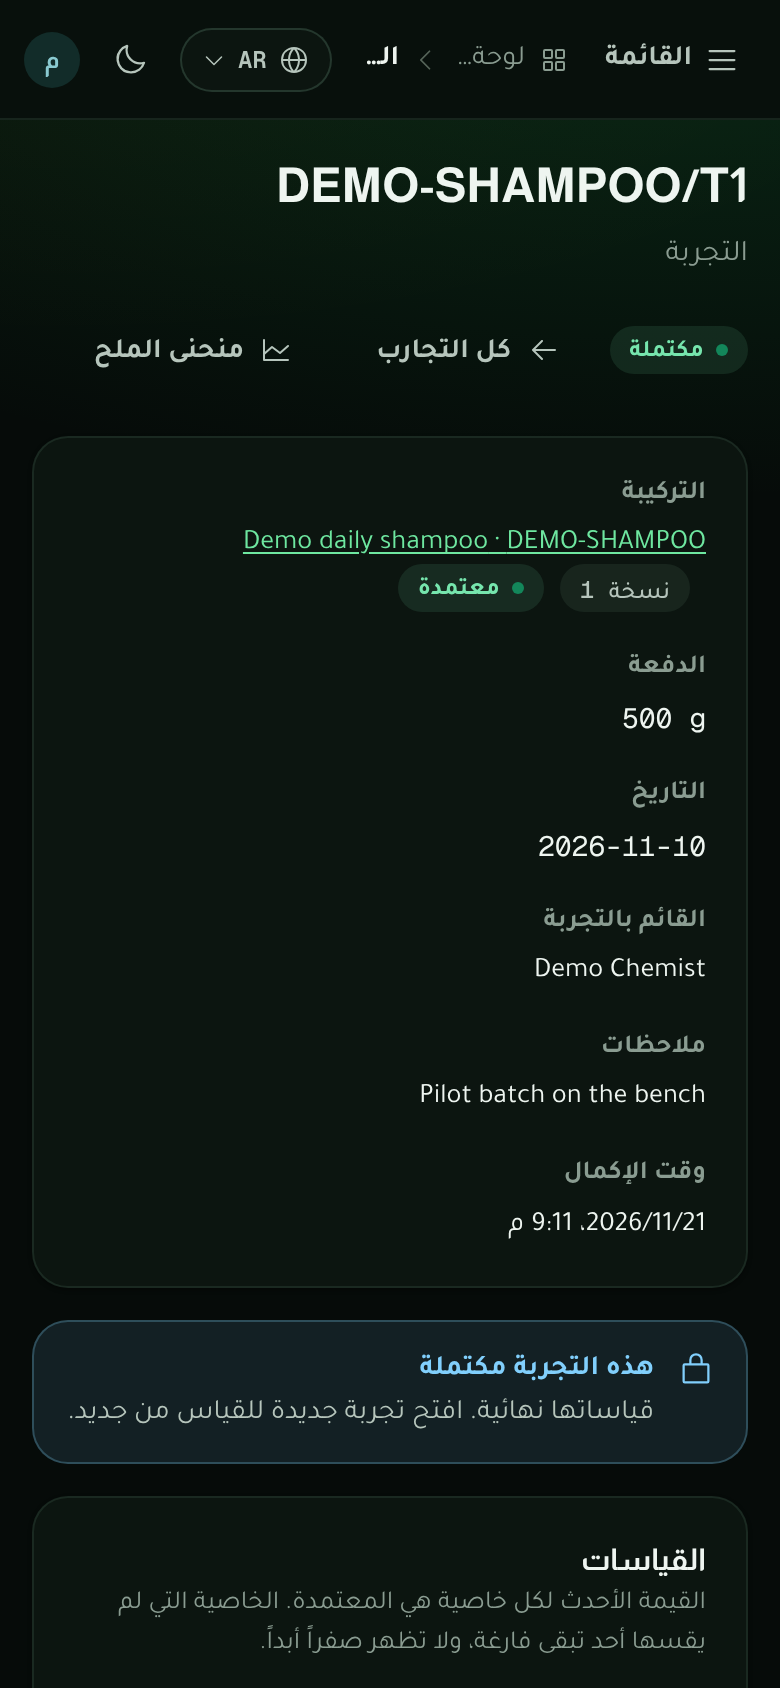 القائمة
لوحة...
الـ...
AR
م
DEMO-SHAMPOO/T1
التجربة
مكتملة
كل التجارب
منحنى الملح
التركيبة
Demo daily shampoo · DEMO-SHAMPOO
نسخة 1
معتمدة
الدفعة
500 g
التاريخ
2026-11-10
القائم بالتجربة
Demo Chemist
ملاحظات
Pilot batch on the bench
وقت الإكمال
2026/11/21، 9:11 م
هذه التجربة مكتملة
قياساتها نهائية. افتح تجربة جديدة للقياس من جديد.
القياسات
القيمة الأحدث لكل خاصية هي المعتمدة. الخاصية التي لم
يقسها أحد تبقى فارغة، ولا تظهر صفراً أبداً.